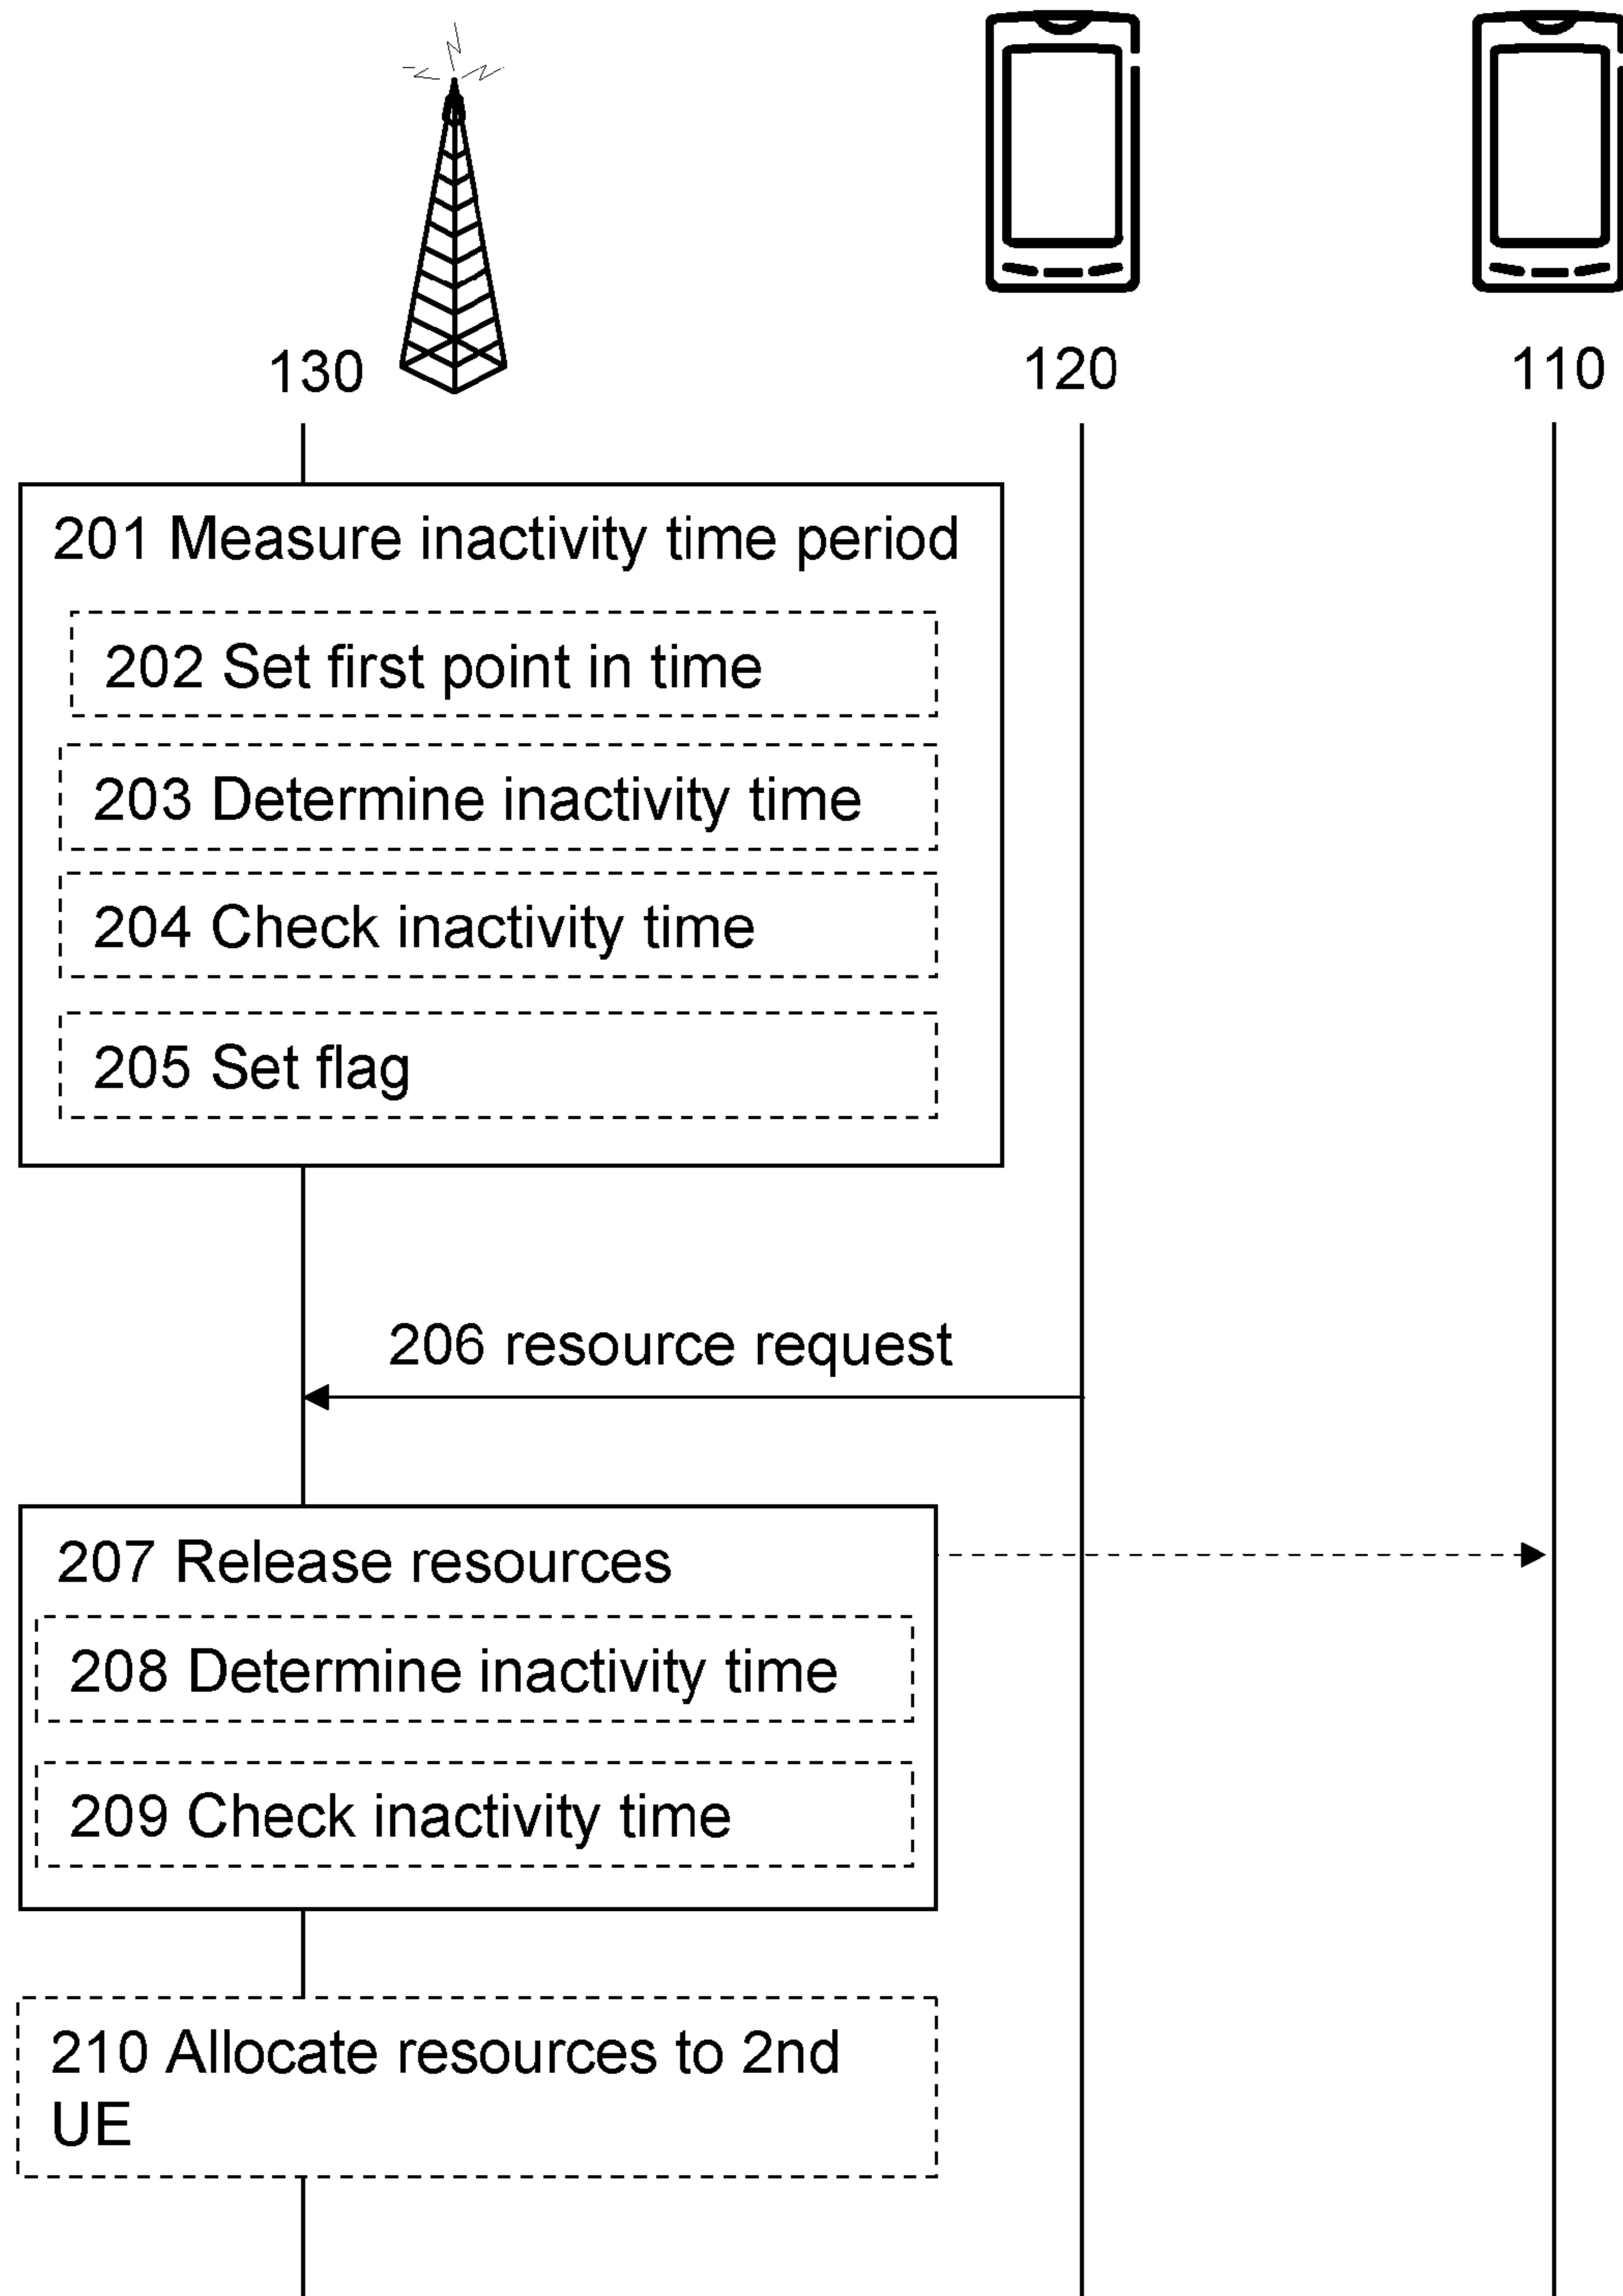 130
120
110
201 Measure inactivity time period
202 Set first point in time
203 Determine inactivity time
204 Check inactivity time
205 Set flag
206 resource request
207 Release resources
208 Determine inactivity time
209 Check inactivity time
210 Allocate resources to 2nd
UE